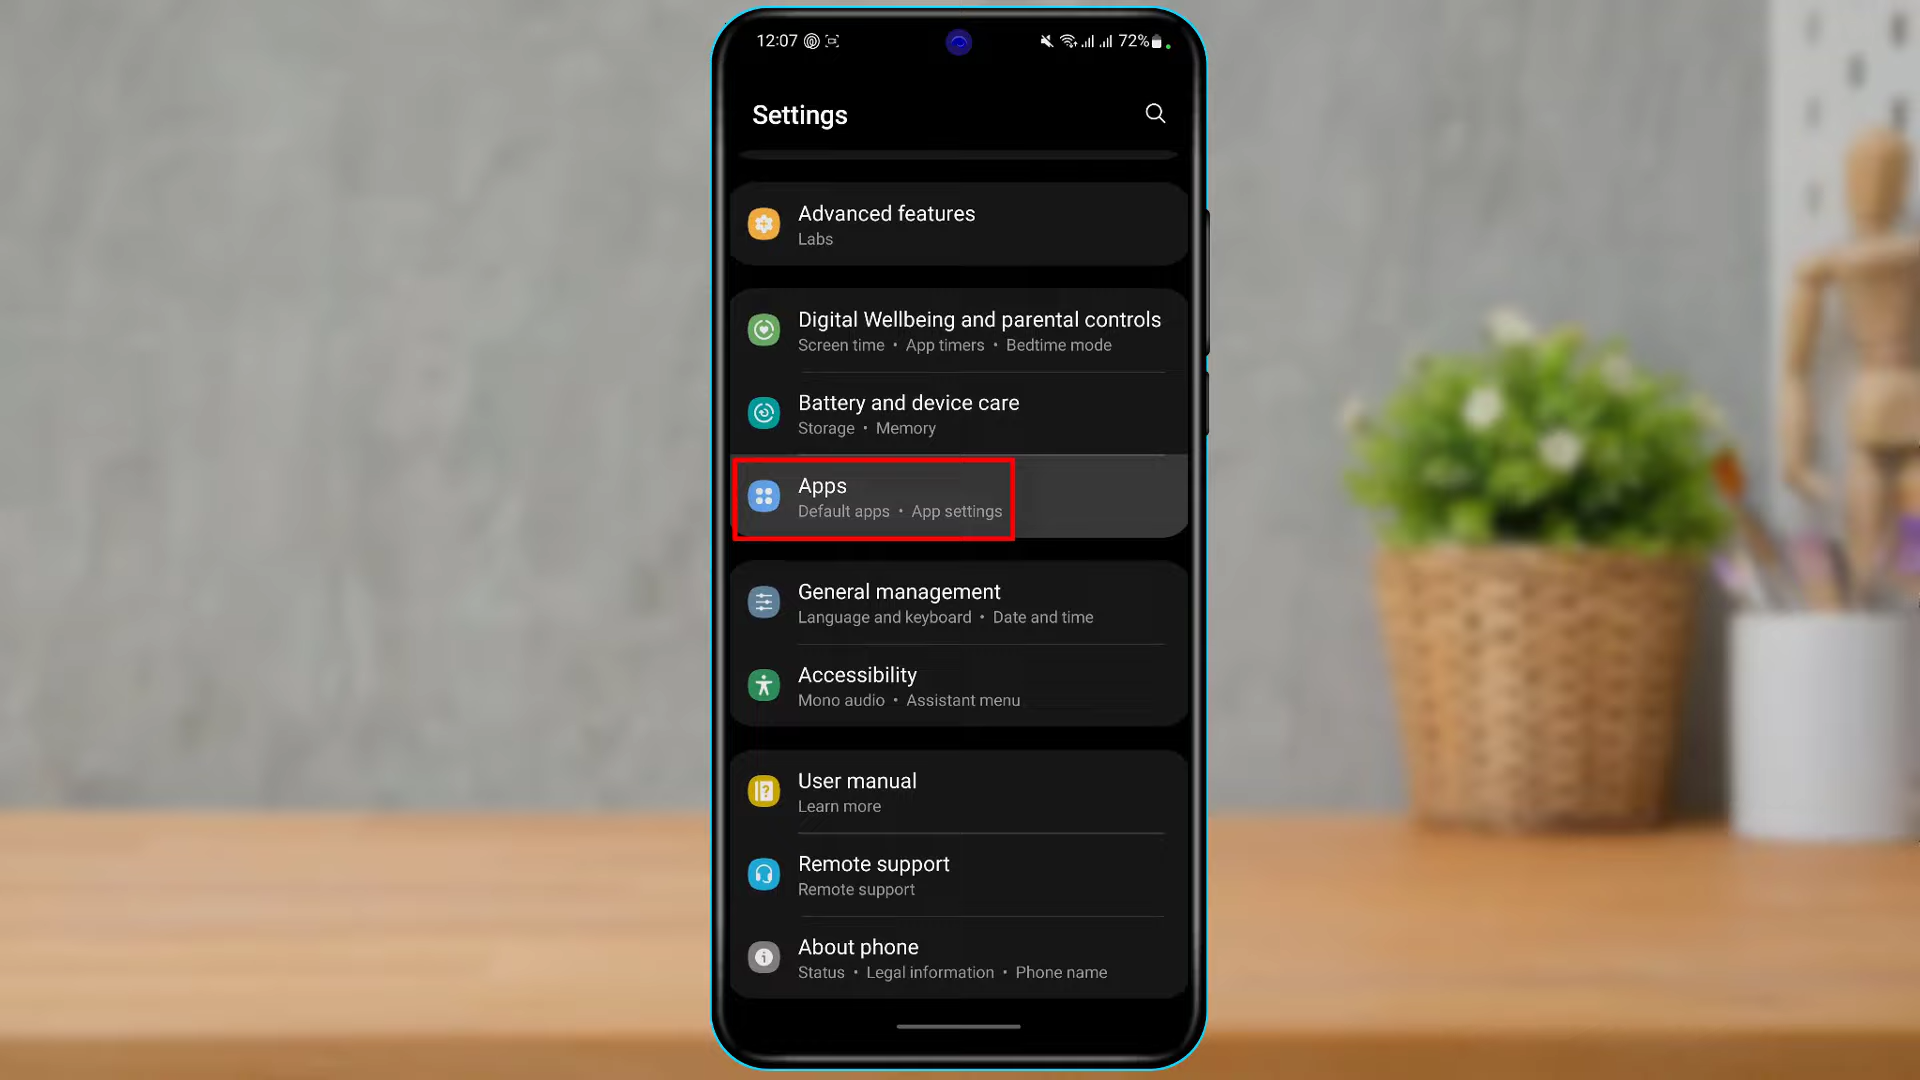 12:07 72%
Settings
Advanced features
Labs
Digital Wellbeing and parental controls
Screen time • App timers • Bedtime mode
Battery and device care
Storage • Memory
Apps
Default apps • App settings
General management
Language and keyboard • Date and time
Accessibility
Mono audio • Assistant menu
User manual
Learn more
Remote support
Remote support
About phone
Status • Legal information • Phone name